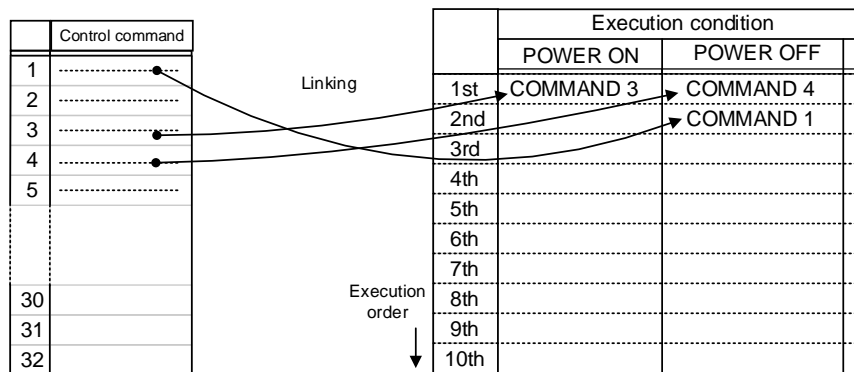 Control command
1
2
3
4
5
30
31
32
Linking
Execution order
Execution condition
POWER ON POWER OFF
1st COMMAND 3 COMMAND 4
2nd COMMAND 1
3rd
4th
5th
6th
7th
8th
9th
10th